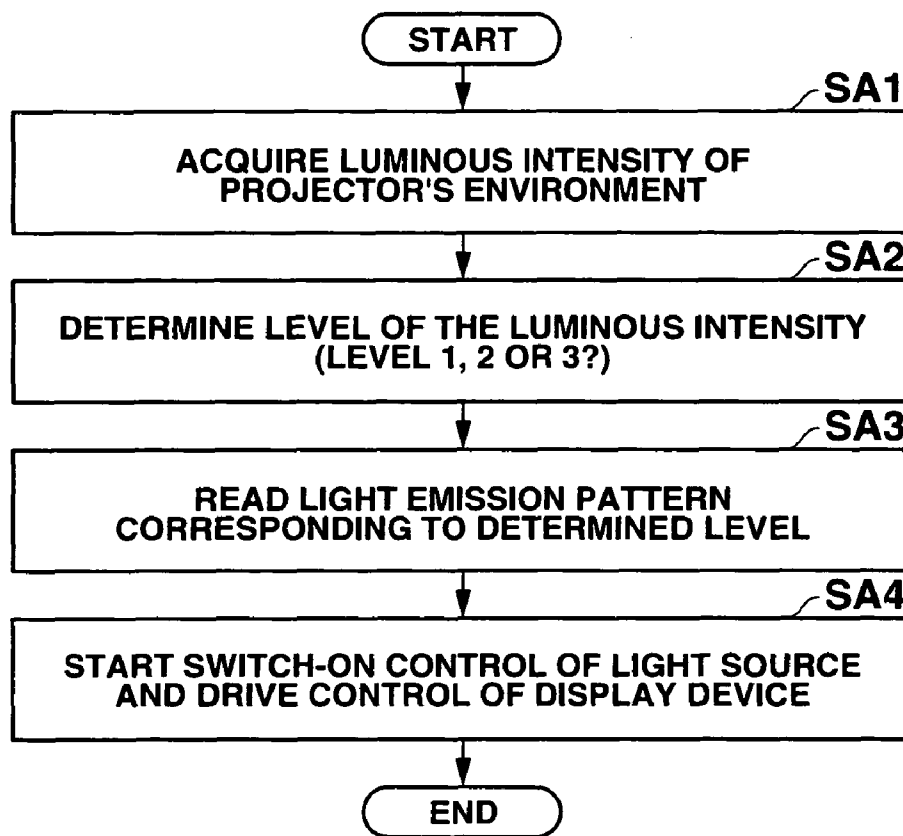 START
SA1
ACQUIRE LUMINOUS INTENSITY OF
PROJECTOR'S ENVIRONMENT
SA2
DETERMINE LEVEL OF THE LUMINOUS INTENSITY
(LEVEL 1, 2 OR 3?)
SA3
READ LIGHT EMISSION PATTERN
CORRESPONDING TO DETERMINED LEVEL
SA4
START SWITCH-ON CONTROL OF LIGHT SOURCE
AND DRIVE CONTROL OF DISPLAY DEVICE
END